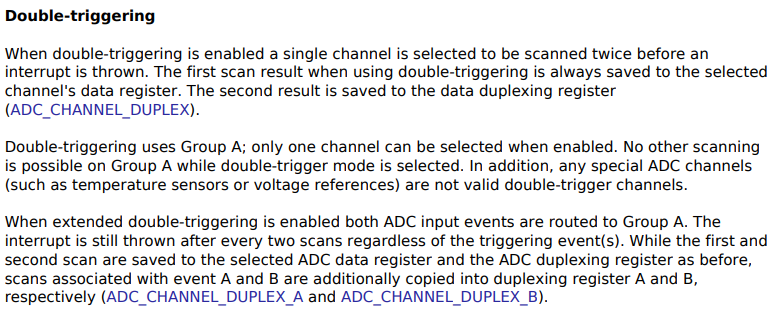 Double-triggering
When double-triggering is enabled a single channel is selected to be scanned twice before an
interrupt is thrown. The first scan result when using double-triggering is always saved to the selected
channel's data register. The second result is saved to the data duplexing register
(ADC_CHANNEL_DUPLEX).
Double-triggering uses Group A; only one channel can be selected when enabled. No other scanning
is possible on Group A while double-trigger mode is selected. In addition, any special ADC channels
(such as temperature sensors or voltage references) are not valid double-trigger channels.
When extended double-triggering is enabled both ADC input events are routed to Group A. The
interrupt is still thrown after every two scans regardless of the triggering event(s). While the first and
second scan are saved to the selected ADC data register and the ADC duplexing register as before,
scans associated with event A and B are additionally copied into duplexing register A and B,
respectively (ADC_CHANNEL_DUPLEX_A and ADC_CHANNEL_DUPLEX_B).